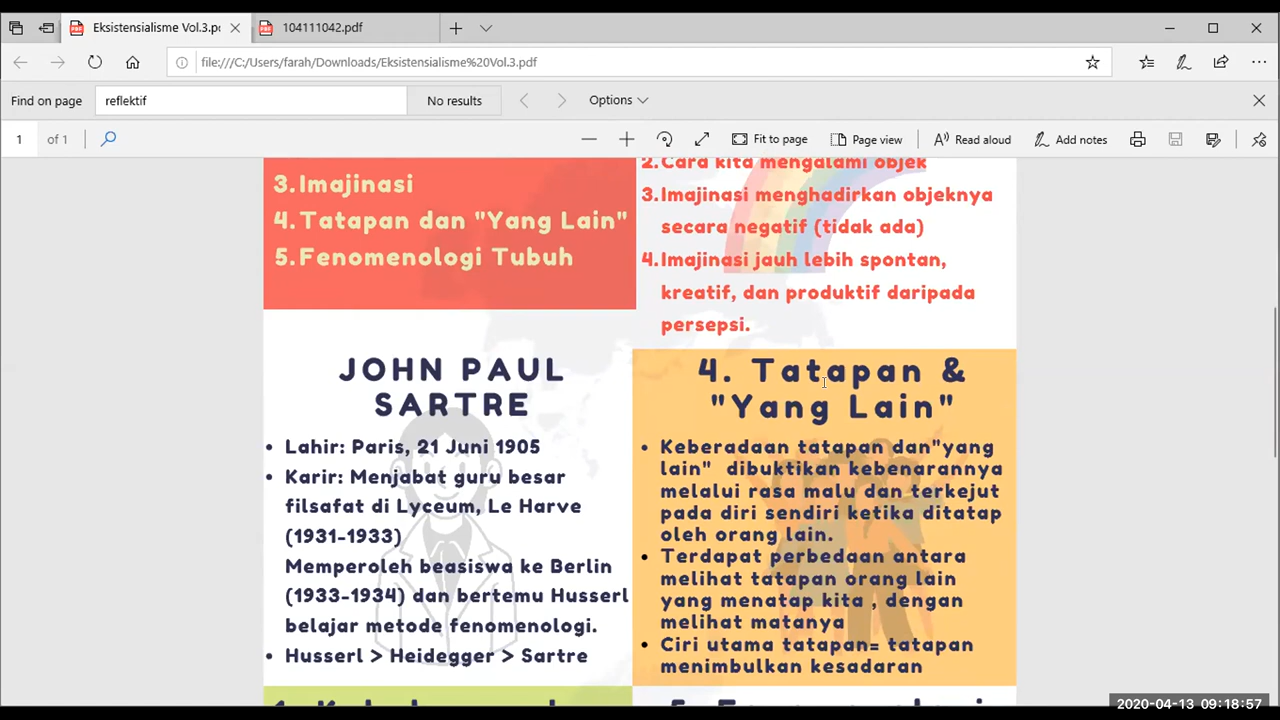 Eksistensialisme Vol.3.p
104111042.pdf
file:///C:/Users/farah/Downloads/Eksistensialisme%20Vol.3.pdf
Find on page
reflektif
No results
Options
1
of 1
Fit to page
Page view
Read aloud
Add notes
3.Imajinasi
4.Tatapan dan "Yang Lain"
5.Fenomenologi Tubuh
2.Cara kita mengalami objek
3.Imajinasi menghadirkan objeknya
secara negatif (tidak ada)
4.Imajinasi jauh lebih spontan,
kreatif, dan produktif daripada
persepsi.
JOHN PAUL
SARTRE
• Lahir: Paris, 21 Juni 1905
• Karir: Menjabat guru besar
filsafat di Lyceum, Le Harve
(1931-1933)
Memperoleh beasiswa ke Berlin
(1933-1934) dan bertemu Husserl
belajar metode fenomenologi.
• Husserl > Heidegger > Sartre
4. Tatapan &
"Yang Lain"
• Keberadaan tatapan dan"yang
lain" dibuktikan kebenarannya
melalui rasa malu dan terkejut
pada diri sendiri ketika ditatap
oleh orang lain.
• Terdapat perbedaan antara
melihat tatapan orang lain
yang menatap kita , dengan
melihat matanya
• Ciri utama tatapan= tatapan
menimbulkan kesadaran
2020-04-13 09:18:57